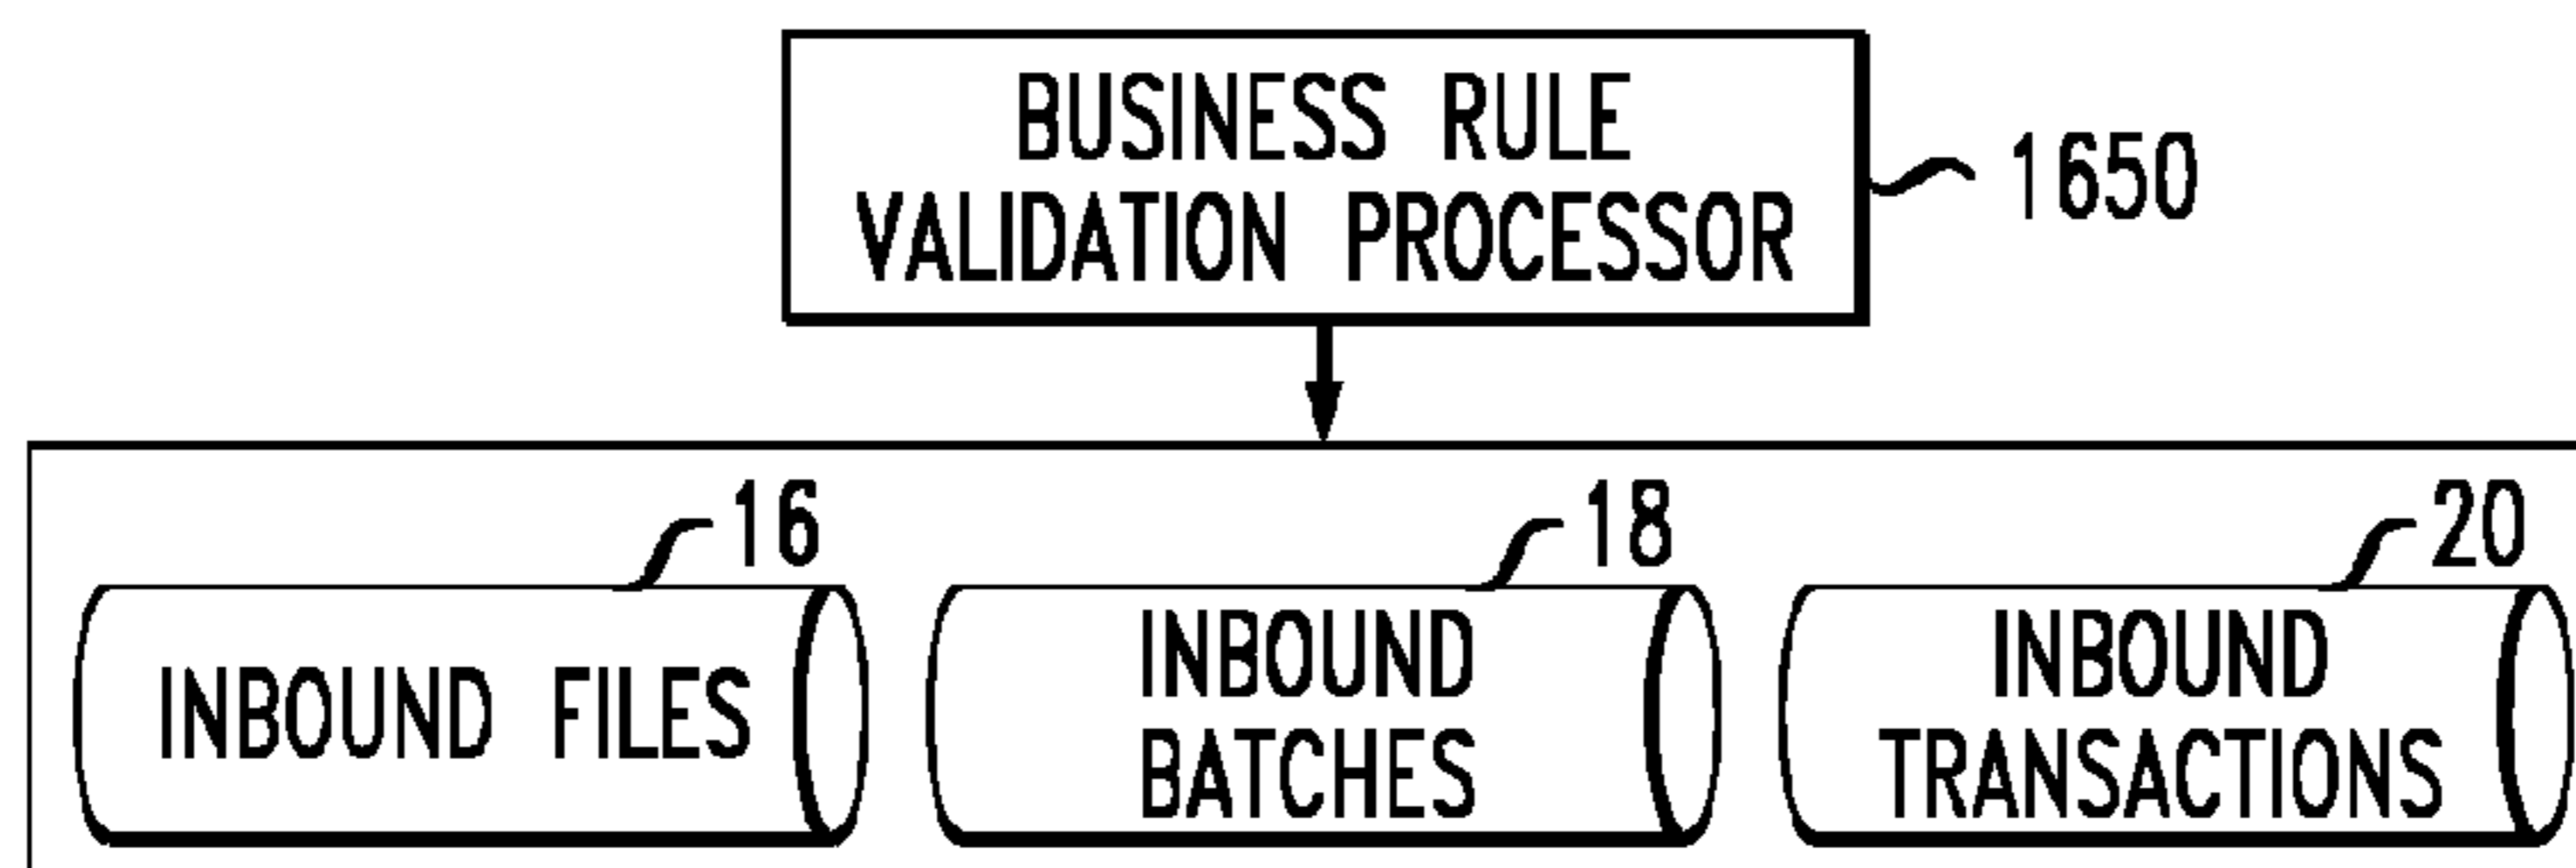 BUSINESS RULE
VALIDATION PROCESSOR
1650
16
18
20
INBOUND FILES
INBOUND
BATCHES
INBOUND
TRANSACTIONS